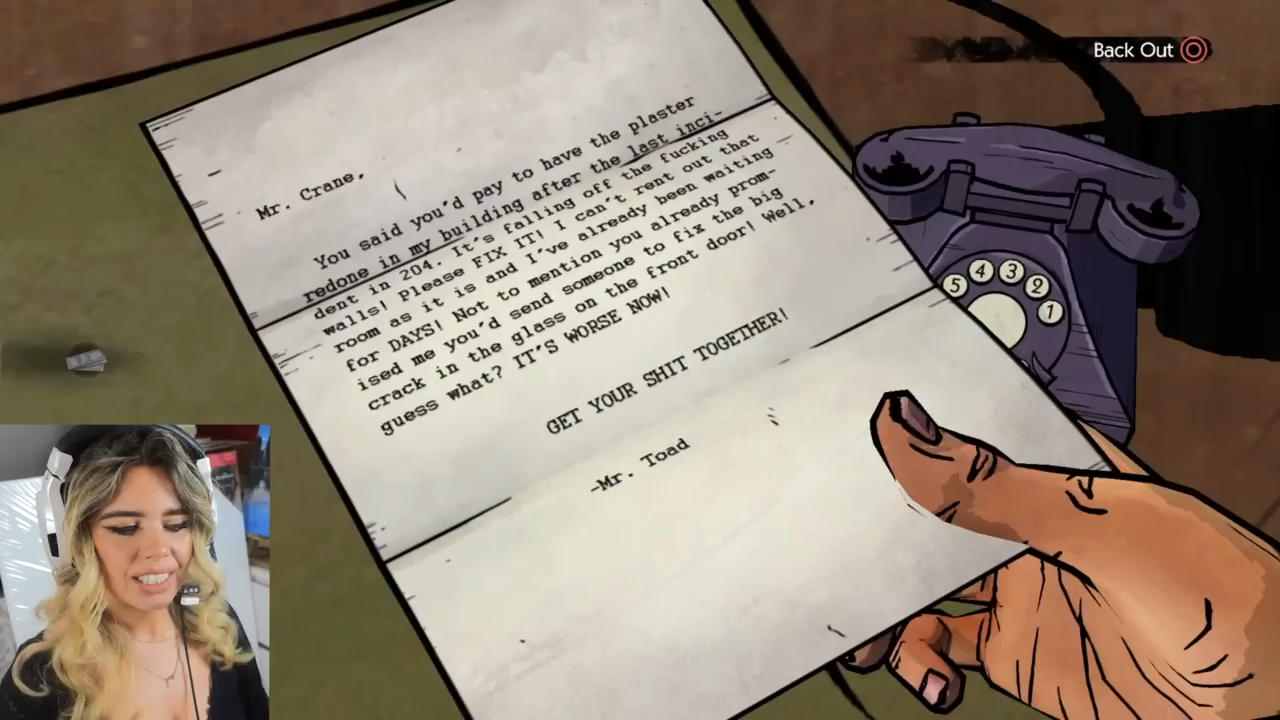 Back Out
Mr. Crane,
You said you'd pay to have the plaster
redone in my building after the last inci-
dent in 204. It's falling off the fucking
walls! Please FIX IT! I can't rent out that
room as it is and I've already been waiting
for DAYS! Not to mention you already prom-
ised me you'd send someone to fix the big
crack in the glass on the front door! Well,
guess what? IT'S WORSE NOW!
GET YOUR SHIT TOGETHER!
-Mr. Toad
5 4 3 2 1